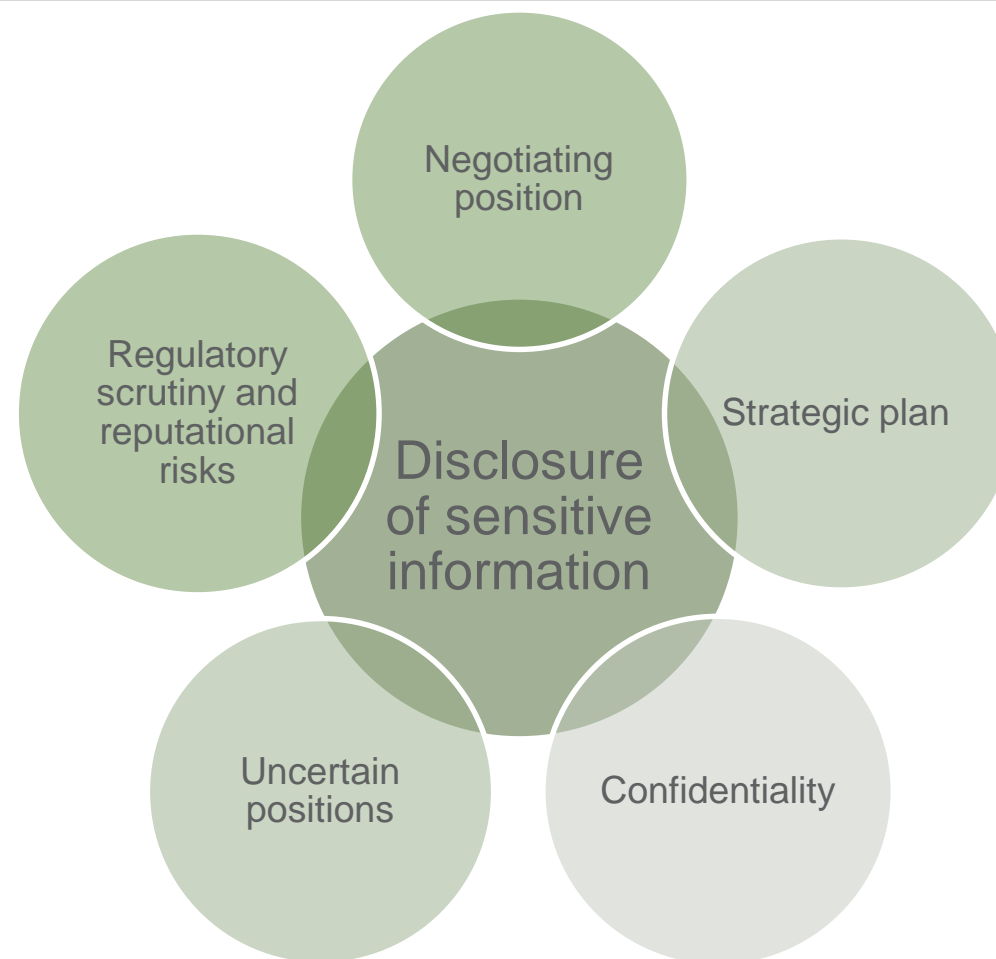 Negotiating
position
Regulatory
scrutiny and
reputational
risks
Strategic plan
Disclosure
of sensitive
information
Uncertain
positions
Confidentiality